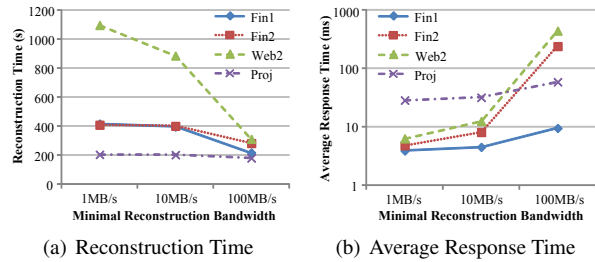 Reconstruction Time (s)
1200
1000
800
600
400
200
0
Fin1
Fin2
Web2
Proj
1MB/s 10MB/s 100MB/s
Minimal Reconstruction Bandwidth
(a) Reconstruction Time
Average Response Time (ms)
1000
100
10
1
Fin1
Fin2
Web2
Proj
1MB/s 10MB/s 100MB/s
Minimal Reconstruction Bandwidth
(b) Average Response Time